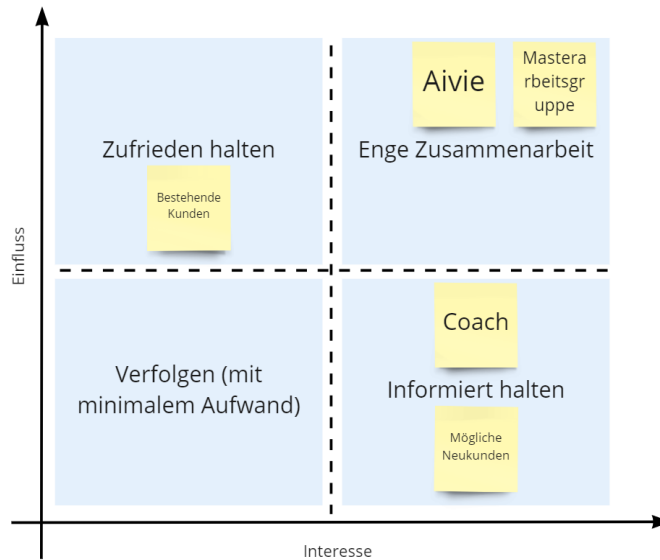 Aivie
Mastera
rbeitsgr
uppe
Zufrieden halten
Enge Zusammenarbeit
Bestehende
Kunden
Einfluss
Coach
Verfolgen (mit
minimalem Aufwand)
Informiert halten
Mögliche
Neukunden
Interesse